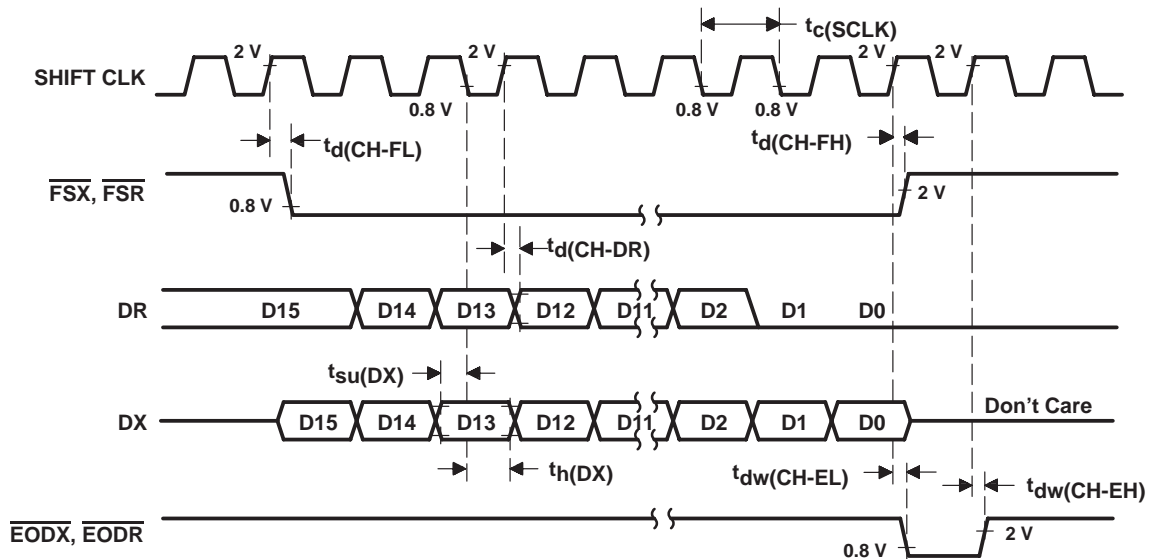 tc(SCLK)
2 V 2 V 2 V 2 V
SHIFT CLK
0.8 V 0.8 V 0.8 V
td(CH-FL) td(CH-FH)
FSX, FSR
0.8 V 2 V
td(CH-DR)
DR D15 D14 D13 D12 D11 D2 D1 D0
tsu(DX)
DX D15 D14 D13 D12 D11 D2 D1 D0 Don't Care
th(DX) tdw(CH-EL) tdw(CH-EH)
EODX, EODR
0.8 V 2 V